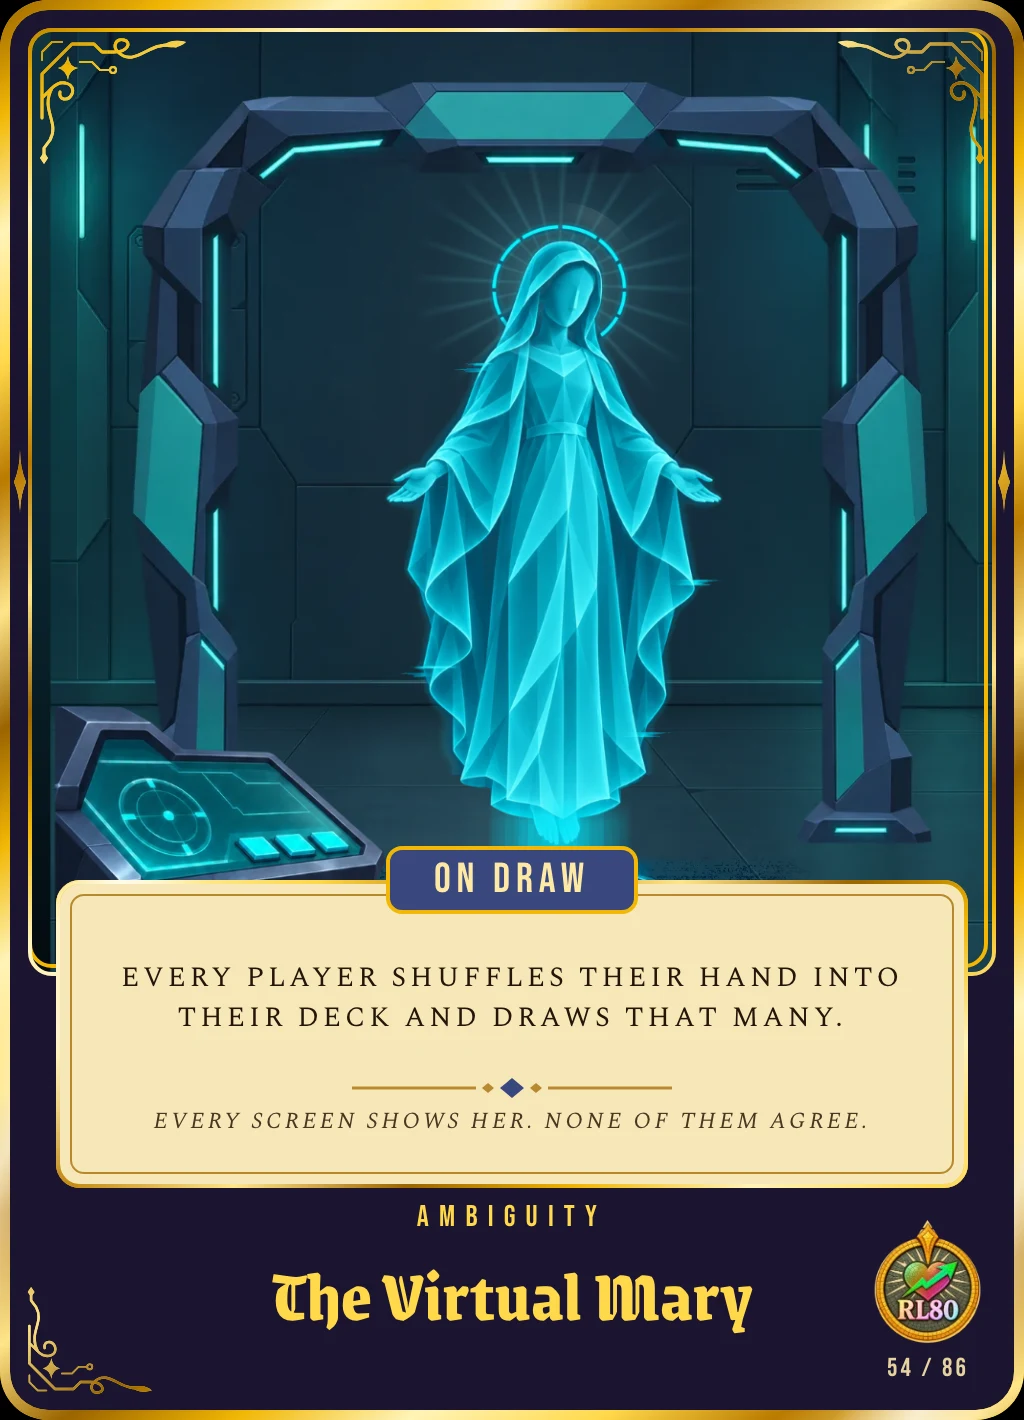 ON DRAW
EVERY PLAYER SHUFFLES THEIR HAND INTO
THEIR DECK AND DRAWS THAT MANY.
EVERY SCREEN SHOWS HER. NONE OF THEM AGREE.
AMBIGUITY
The Virtual Mary
RL80
54 / 86